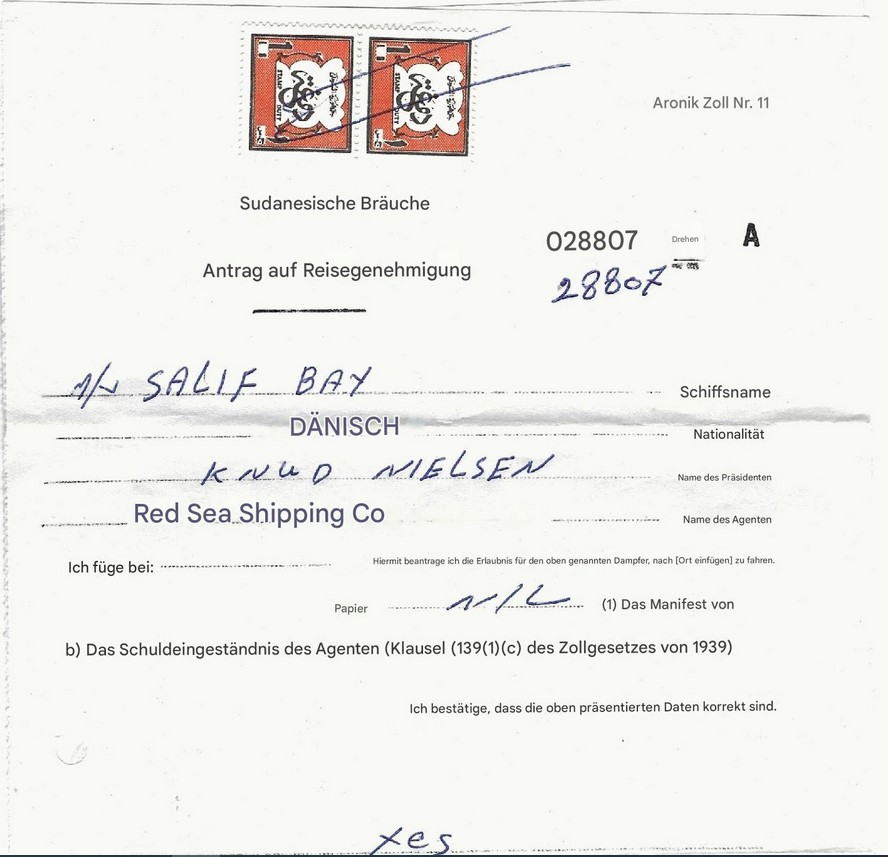 1 1
STAMP DUTY STAMP DUTY
Aronik Zoll Nr. 11
Sudanesische Bräuche
028807 Drehen A
Antrag auf Reisegenehmigung
28807
M/V SALIF BAY Schiffsname
DÄNISCH Nationalität
KNUD NIELSEN Name des Präsidenten
Red Sea Shipping Co Name des Agenten
Ich füge bei: Hiermit beantrage ich die Erlaubnis für den oben genannten Dampfer, nach [Ort einfügen] zu fahren.
Papier NIL (1) Das Manifest von
b) Das Schuldeingeständnis des Agenten (Klausel (139(1)(c) des Zollgesetzes von 1939)
Ich bestätige, dass die oben präsentierten Daten korrekt sind.
yes